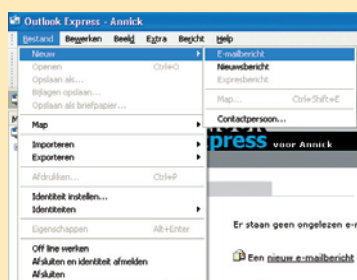 Outlook Express - Annick
Bestand Bewerken Beeld Extra Bericht Help
Nieuw
Openen Ctrl+O
Opslaan als...
Bijlagen opslaan...
Opslaan als briefpapier...
Map
Importeren
Exporteren
Afdrukken... Ctrl+P
Identiteit instellen...
Identiteiten
Eigenschappen Alt+Enter
Off line werken
Afsluiten en identiteit afmelden
Afsluiten
E-mailbericht
Nieuwsbericht
Expresbericht
Map... Ctrl+Shift+E
Contactpersoon...
press voor Annick
Er staan geen ongelezen e-
Een nieuw e-mailbericht